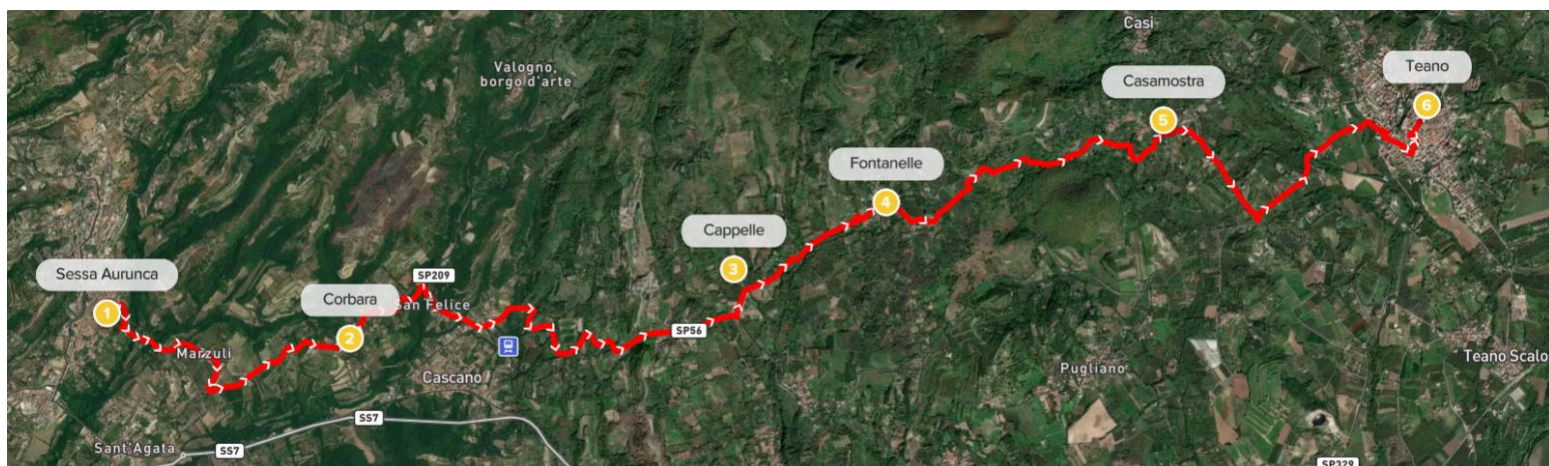 Casi
Valogno,
borgo d'arte
Teano
6
Casamostra
5
Fontanelle
4
Cappelle
3
Sessa Aurunca
1
SP209
Corbara
San Felice
2
SP56
Marzuli
Cascano
Pugliano
Teano Scalo
SS7
Sant'Agata
SS7
SP329